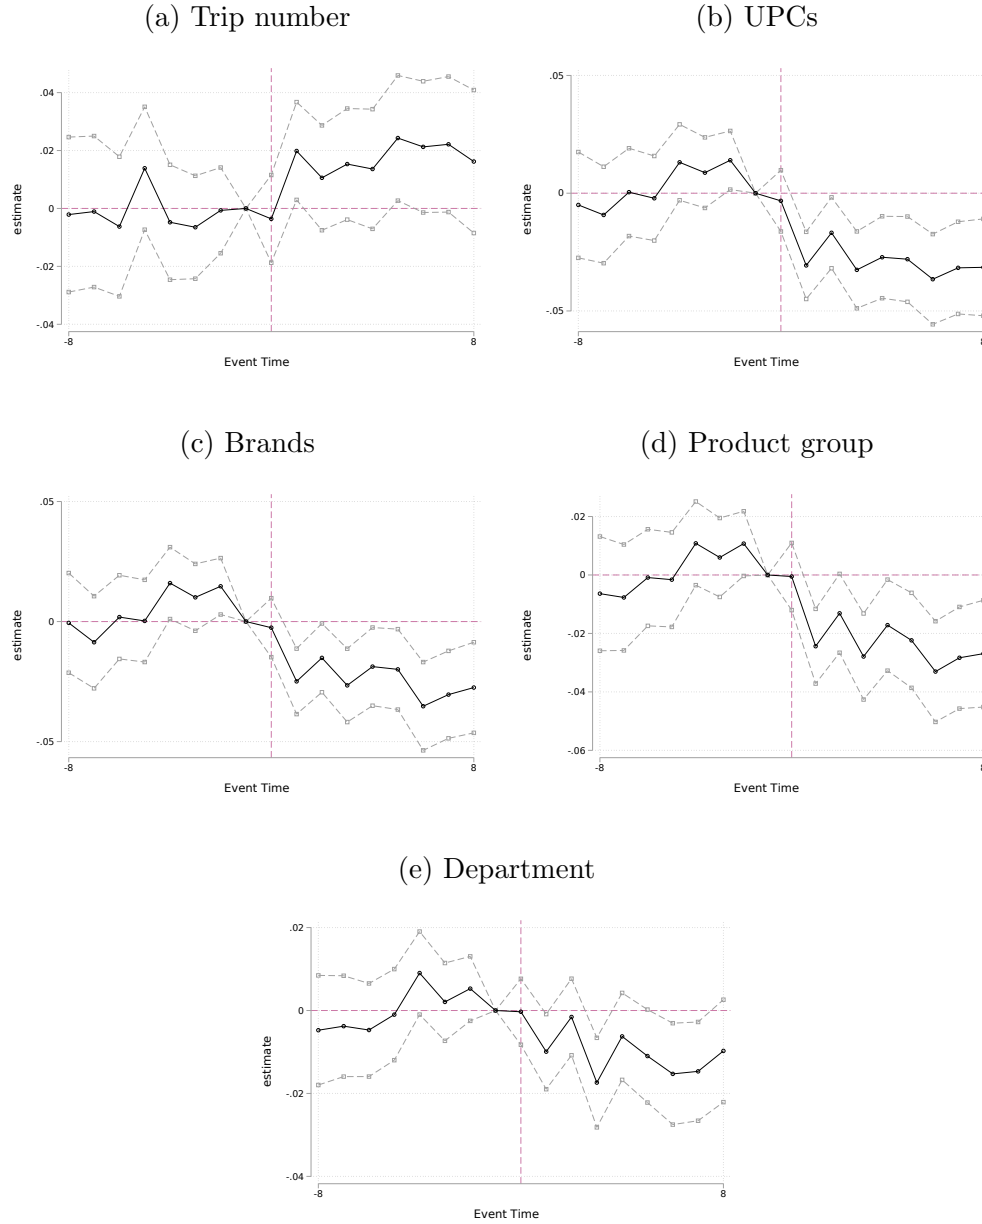 (a) Trip number
.04
.02
0
-.02
-.04
estimate
-8
8
Event Time
(b) UPCs
.05
0
-.05
estimate
-8
8
Event Time
(c) Brands
.05
0
-.05
estimate
-8
8
Event Time
(d) Product group
.02
0
-.02
-.04
-.06
estimate
-8
8
Event Time
(e) Department
.02
0
-.02
-.04
estimate
-8
8
Event Time